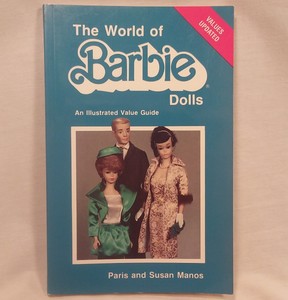 VALUES
UPDATED
The World of
Barbie®
Dolls
An Illustrated Value Guide
Paris and Susan Manos